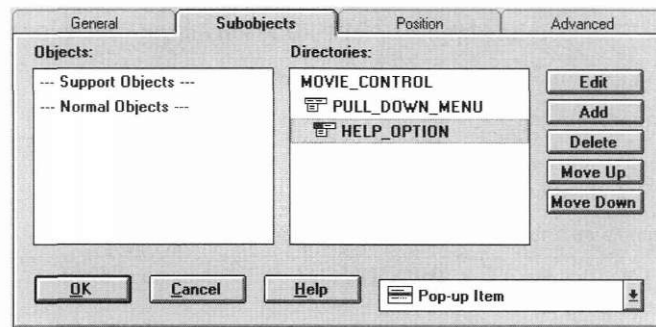 General Subobjects Position Advanced
Objects: Directories:
--- Support Objects ---
--- Normal Objects ---
MOVIE_CONTROL
PULL_DOWN_MENU
HELP_OPTION
Edit
Add
Delete
Move Up
Move Down
OK Cancel Help Pop-up Item